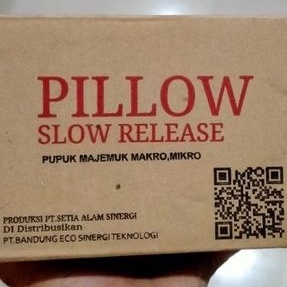 PILLOW
SLOW RELEASE
PUPUK MAJEMUK MAKRO,MIKRO
PRODUKSI PT.SETIA ALAM SINERGI
DI Distribusikan
PT.BANDUNG ECO SINERGI TEKNOLOGI